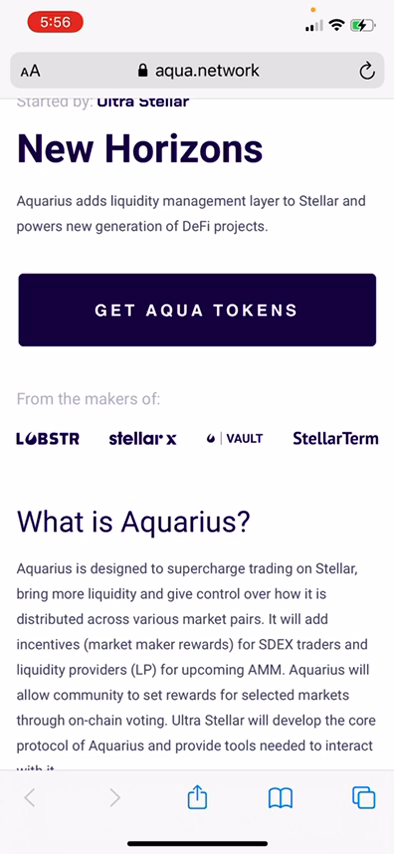 5:56
AA aqua.network
Started by: Ultra Stellar
New Horizons
Aquarius adds liquidity management layer to Stellar and
powers new generation of DeFi projects.
GET AQUA TOKENS
From the makers of:
LOBSTR stellar x VAULT StellarTerm
What is Aquarius?
Aquarius is designed to supercharge trading on Stellar,
bring more liquidity and give control over how it is
distributed across various market pairs. It will add
incentives (market maker rewards) for SDEX traders and
liquidity providers (LP) for upcoming AMM. Aquarius will
allow community to set rewards for selected markets
through on-chain voting. Ultra Stellar will develop the core
protocol of Aquarius and provide tools needed to interact
with it